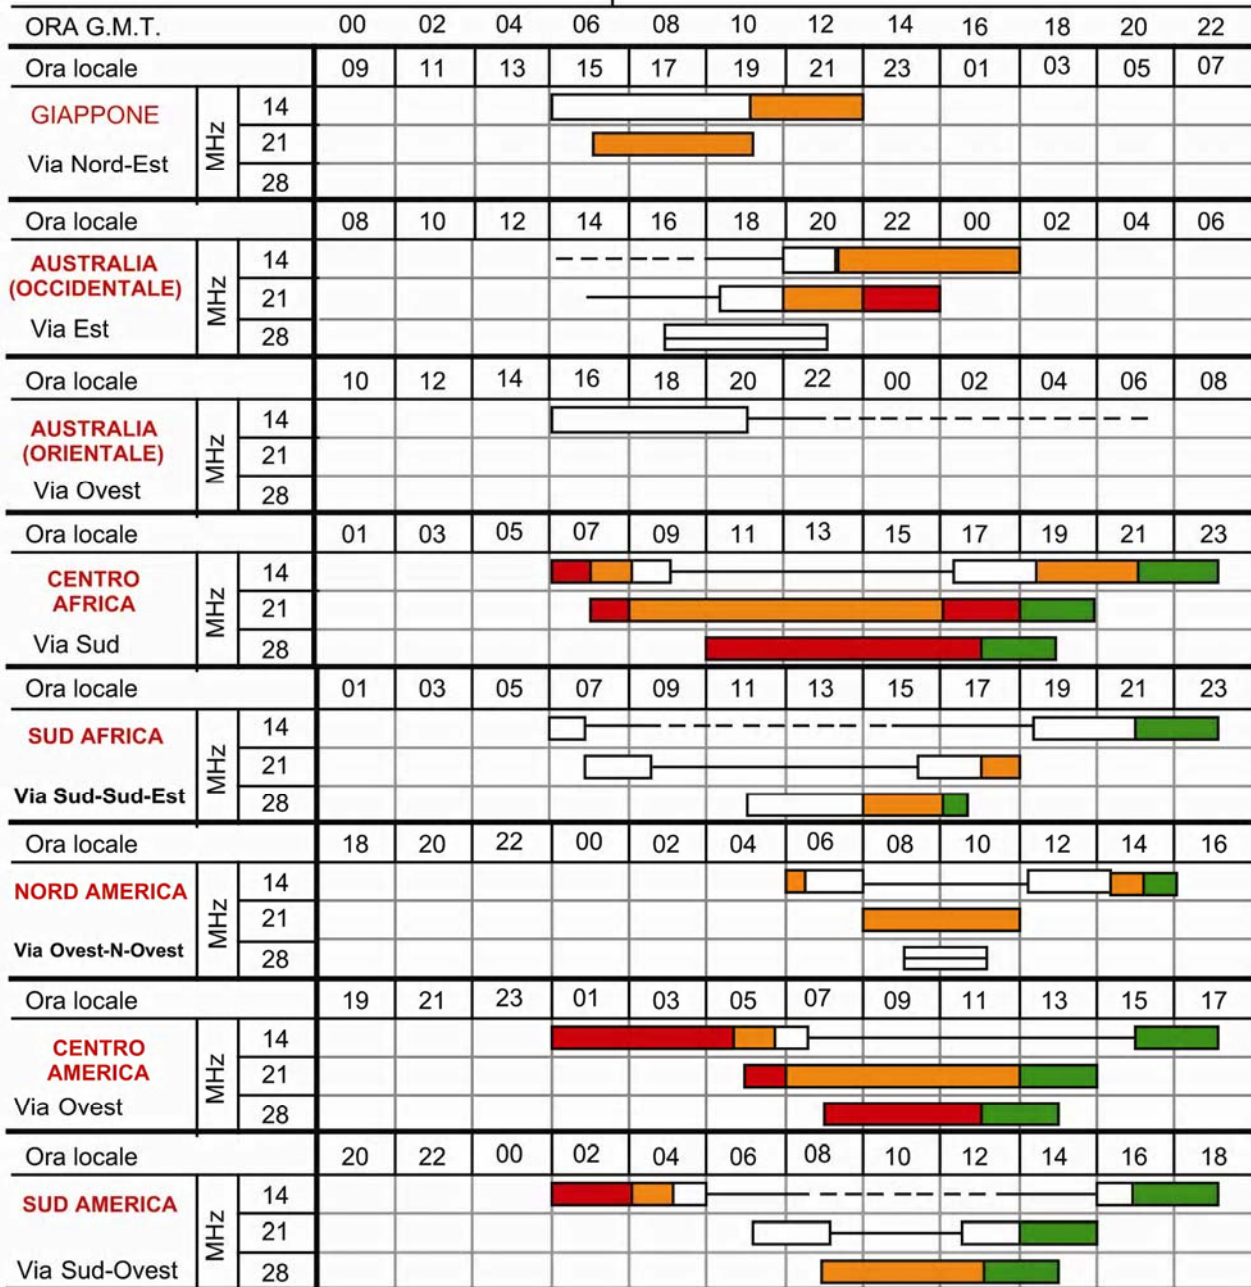 ORA G.M.T. 00 02 04 06 08 10 12 14 16 18 20 22
Ora locale 09 11 13 15 17 19 21 23 01 03 05 07
GIAPPONE
Via Nord-Est
MHz
14
21
28
Ora locale 08 10 12 14 16 18 20 22 00 02 04 06
AUSTRALIA
(OCCIDENTALE)
Via Est
MHz
14
21
28
Ora locale 10 12 14 16 18 20 22 00 02 04 06 08
AUSTRALIA
(ORIENTALE)
Via Ovest
MHz
14
21
28
Ora locale 01 03 05 07 09 11 13 15 17 19 21 23
CENTRO
AFRICA
Via Sud
MHz
14
21
28
Ora locale 01 03 05 07 09 11 13 15 17 19 21 23
SUD AFRICA
Via Sud-Sud-Est
MHz
14
21
28
Ora locale 18 20 22 00 02 04 06 08 10 12 14 16
NORD AMERICA
Via Ovest-N-Ovest
MHz
14
21
28
Ora locale 19 21 23 01 03 05 07 09 11 13 15 17
CENTRO
AMERICA
Via Ovest
MHz
14
21
28
Ora locale 20 22 00 02 04 06 08 10 12 14 16 18
SUD AMERICA
Via Sud-Ovest
MHz
14
21
28